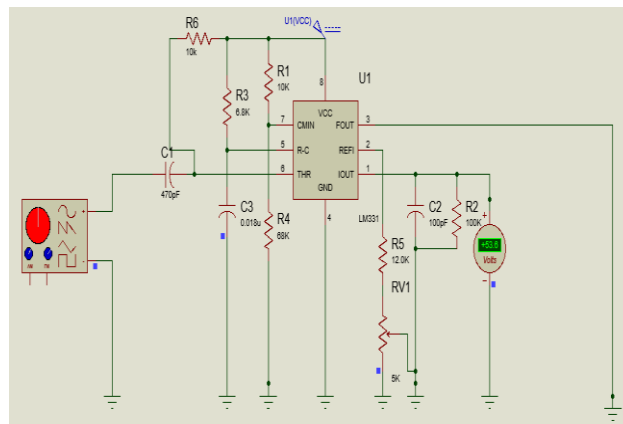 R6
10k
U1(VCC)
R1
10K
R3
6.8K
U1
8
VCC
7
CMIN
FOUT
3
5
R-C
REFI
2
6
THR
IOUT
1
GND
4
LM331
C1
470pF
C3
0.018u
R4
68K
C2
100pF
R2
100K
R5
12.0K
RV1
5K
+
-
AM
FM
+
+53.6
Volts
-